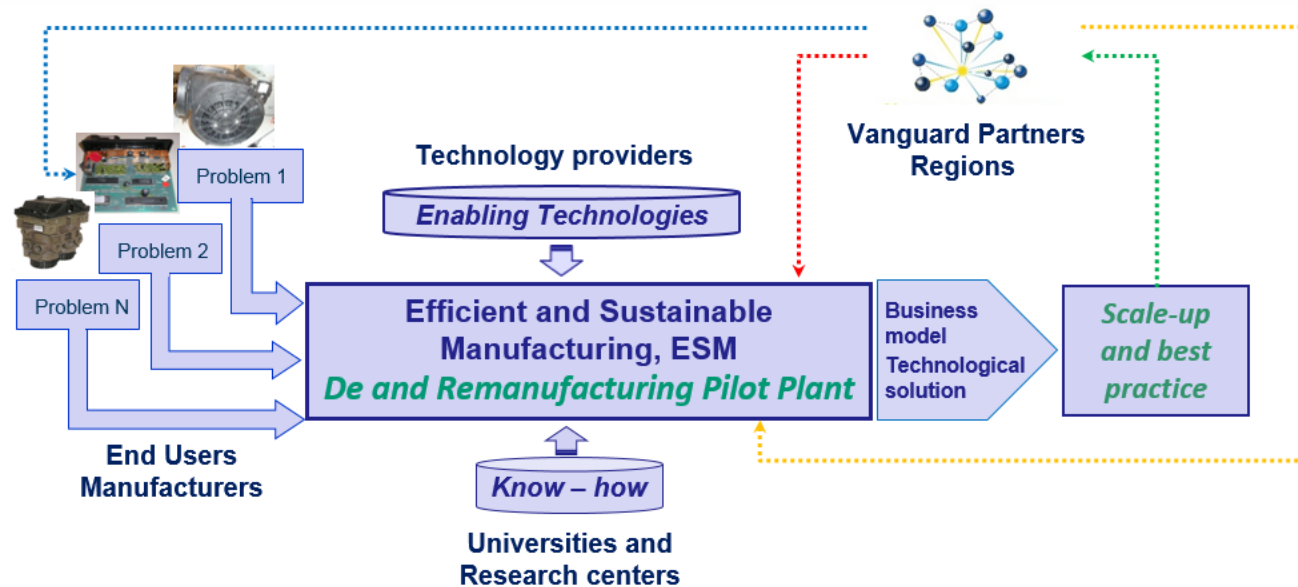 Vanguard Partners
Regions
Technology providers
Enabling Technologies
Problem 1
Problem 2
Problem N
End Users
Manufacturers
Efficient and Sustainable
Manufacturing, ESM
De and Remanufacturing Pilot Plant
Business
model
Technological
solution
Scale-up
and best
practice
Know – how
Universities and
Research centers